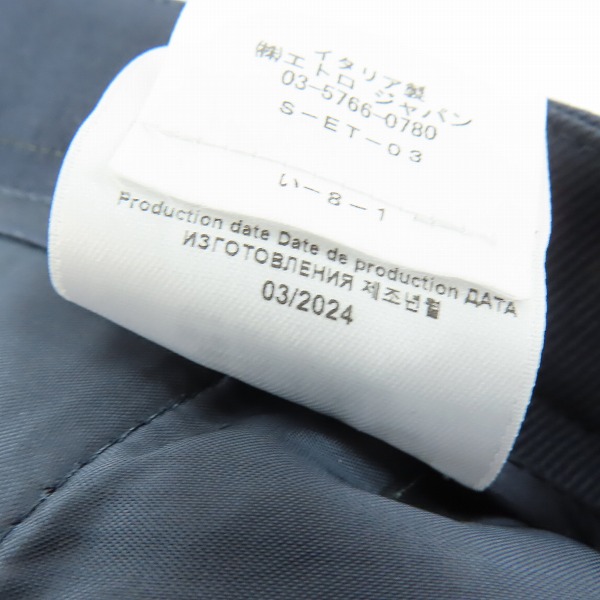 イタリア製
㈱エトロ ジャパン
03-5766-0780
S-ET-03
い-8-1
Production date Date de production ДАТА
ИЗГОТОВЛЕНИЯ 제조년월
03/2024